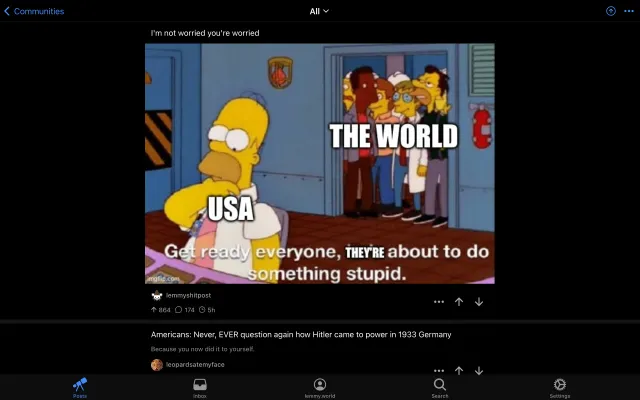 Communities
All
I'm not worried you're worried
THE WORLD
USA
Get ready everyone, THEY'RE about to do
something stupid.
imgflip.com
lemmyshitpost
864 174 5h
Americans: Never, EVER question again how Hitler came to power in 1933 Germany
Because you now did it to yourself.
leopardsatemyface
Posts
Inbox
lemmy.world
Search
Settings